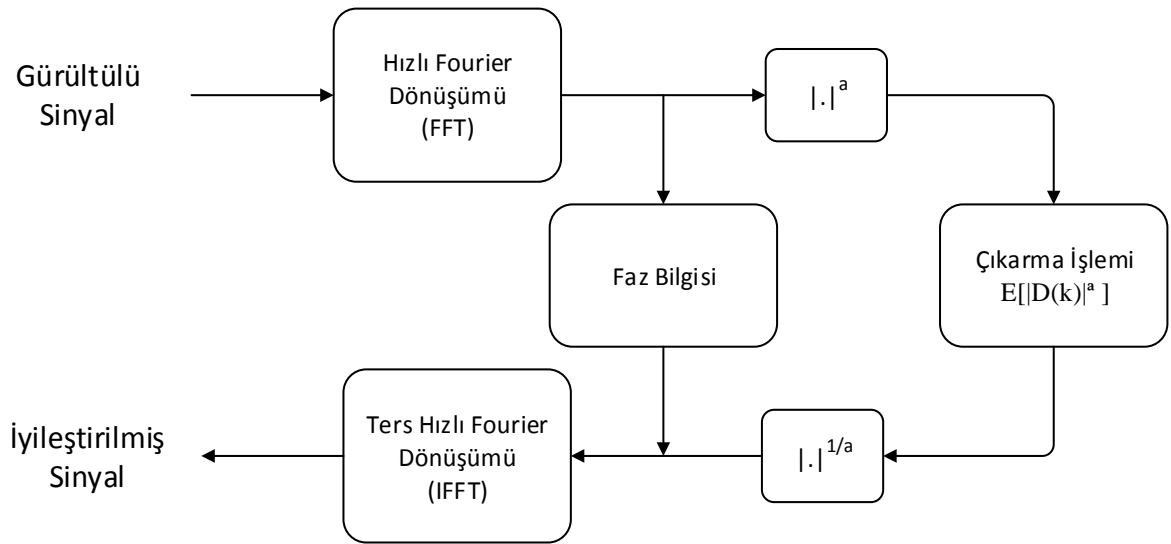 Gürültülü
Sinyal
Hızlı Fourier
Dönüşümü
(FFT)
|.|ᵃ
Faz Bilgisi
Çıkarma İşlemi
E[|D(k)|ᵃ ]
İyileştirilmiş
Sinyal
Ters Hızlı Fourier
Dönüşümü
(IFFT)
|.|¹/ᵃ